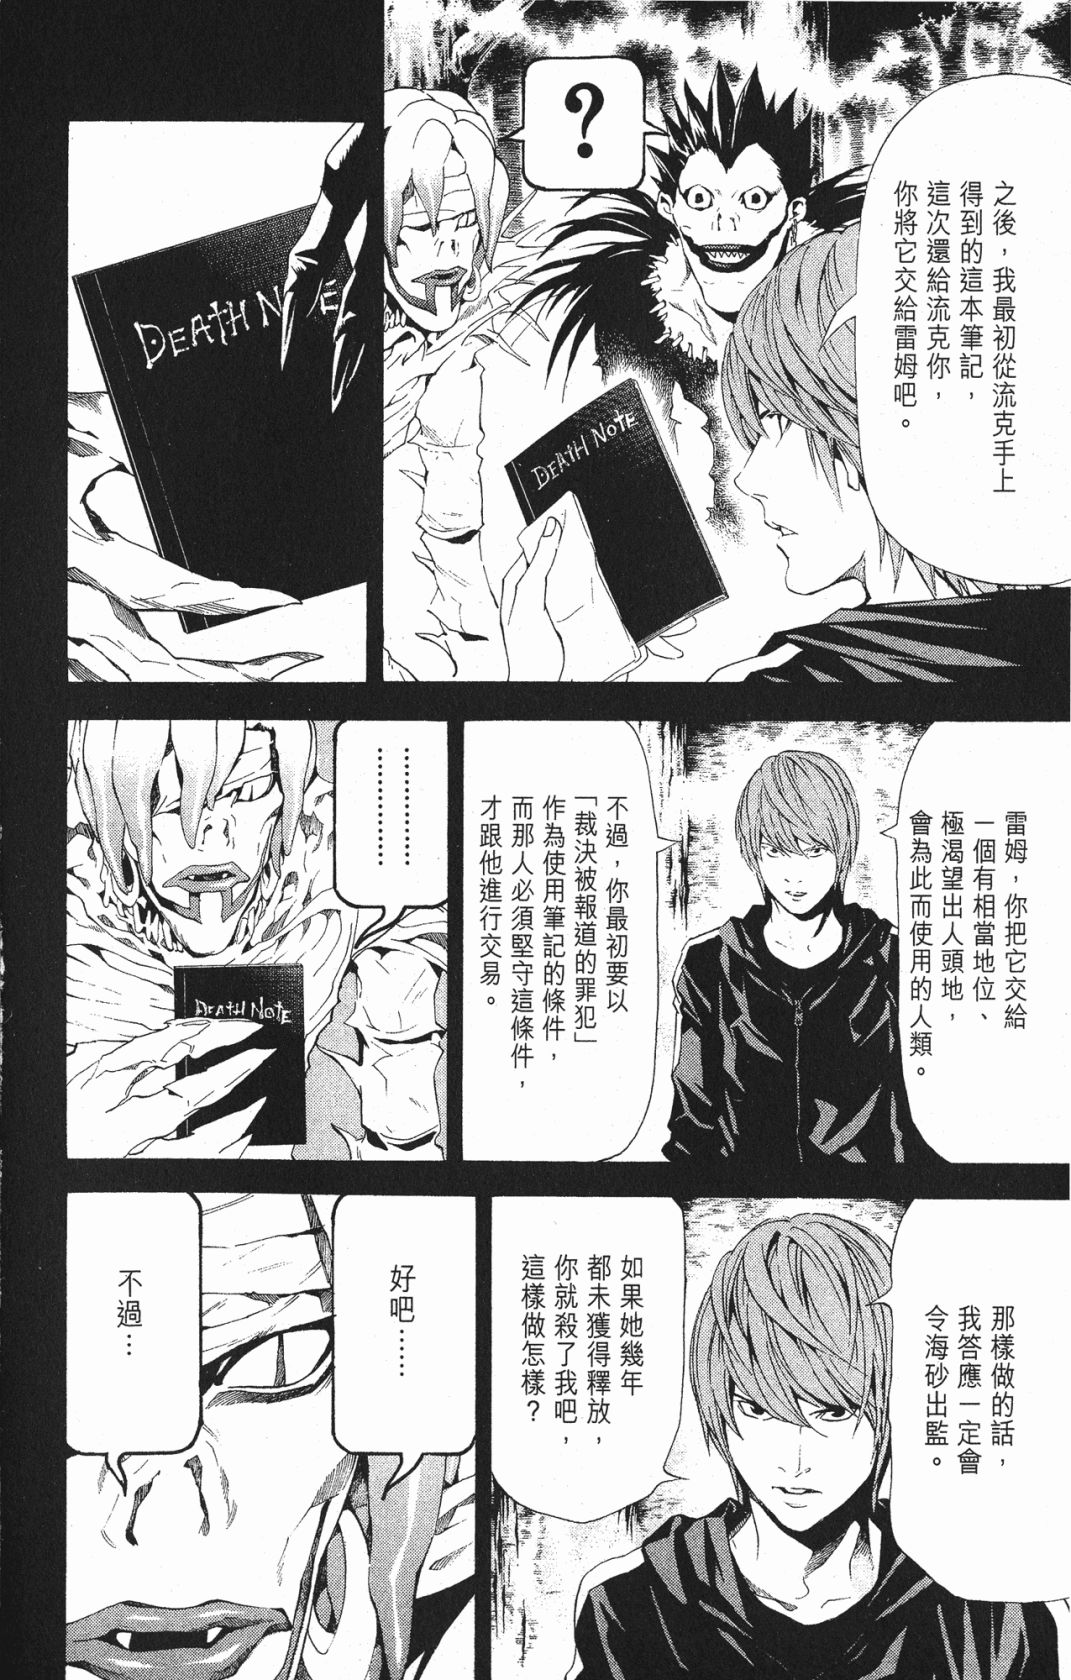 之後，我最初從流克手上
得到的這本筆記，
這次還給流克你，
你將它交給雷姆吧。
？
DEATH NOTE
DEATH NOTE
雷姆，你把它交給
一個有相當地位、
極渴望出人頭地，
會為此而使用的人類。
不過，你最初要以
「裁決被報道的罪犯」
作為使用筆記的條件，
而那人必須堅守這條件，
才跟他進行交易。
…………
DEATH NOTE
那樣做的話，
我答應一定會
令海砂出監。
如果她幾年
都未獲得釋放，
你就殺了我吧，
這樣做怎樣？
好吧……
不過…